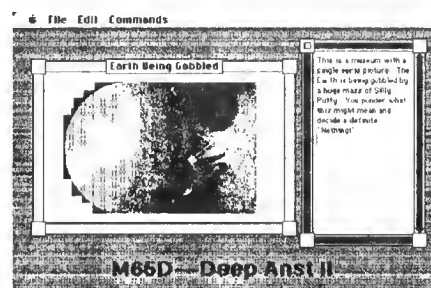 File Edit Commands
Earth Being Gobbled
This is a museum with a
single eerie picture. The
Earth is being gobbled by
a huge mass of Silly
Putty. You ponder what
this might mean and
decide a definite
"Nothing!"
Deep Angst II